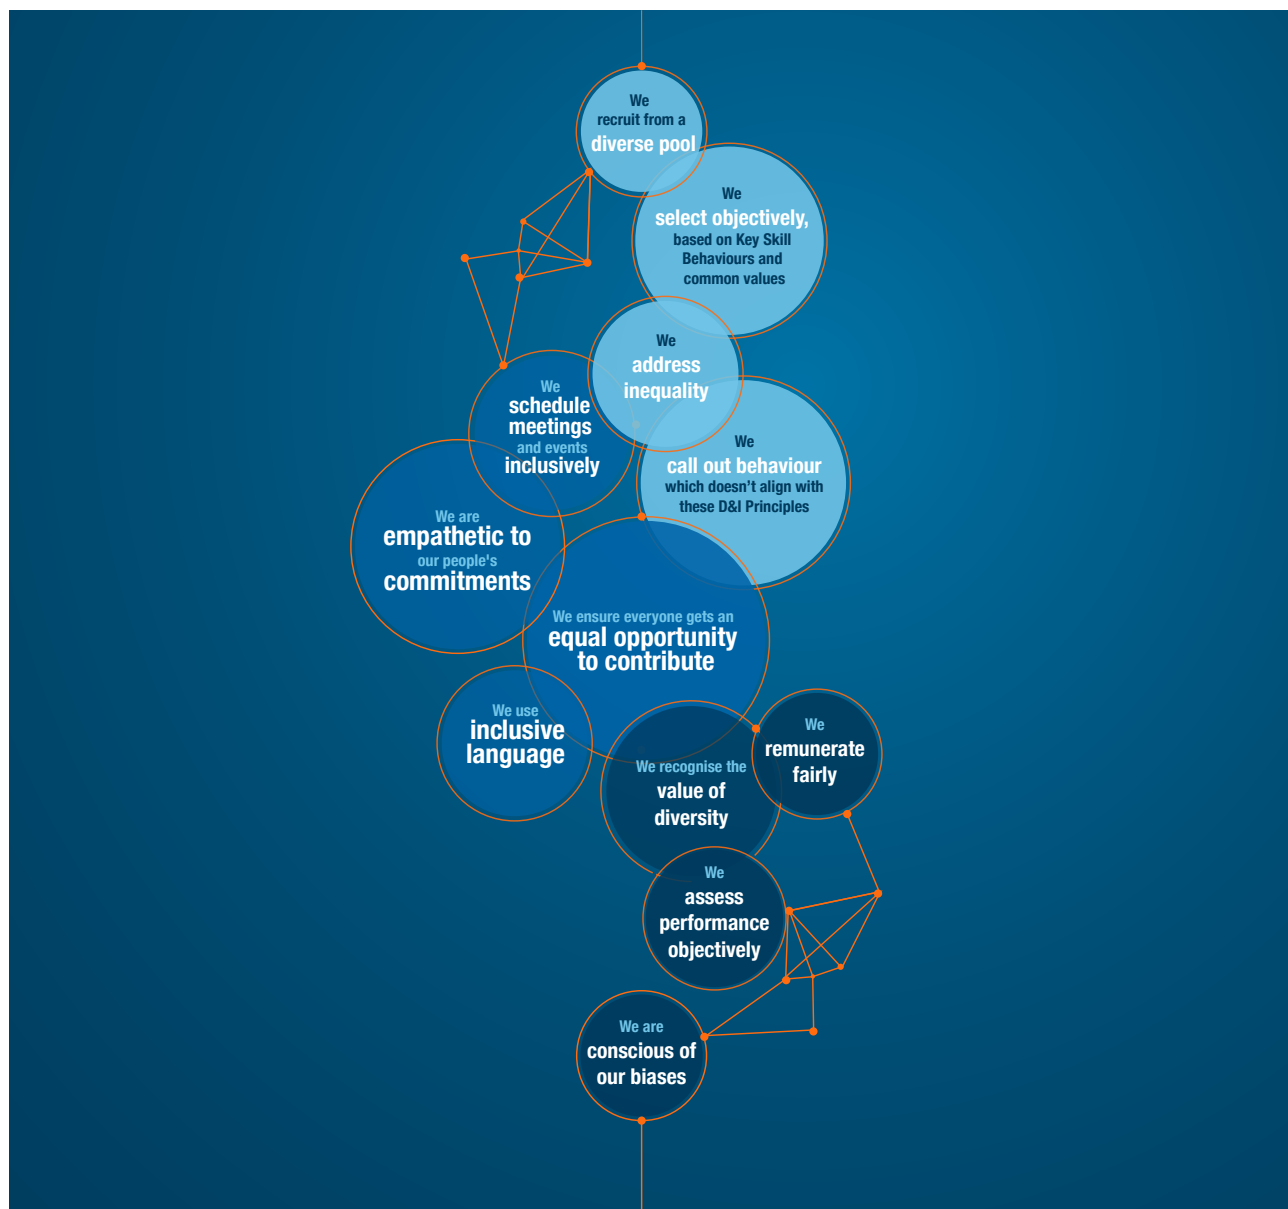 We
recruit from a
diverse pool
We
select objectively,
based on Key Skill
Behaviours and
common values
We
address
inequality
We
schedule
meetings
and events
inclusively
We
call out behaviour
which doesn't align with
these D&I Principles
We are
empathetic to
our people's
commitments
We ensure everyone gets an
equal opportunity
to contribute
We use
inclusive
language
We
remunerate
fairly
We recognise the
value of
diversity
We
assess
performance
objectively
We are
conscious of
our biases